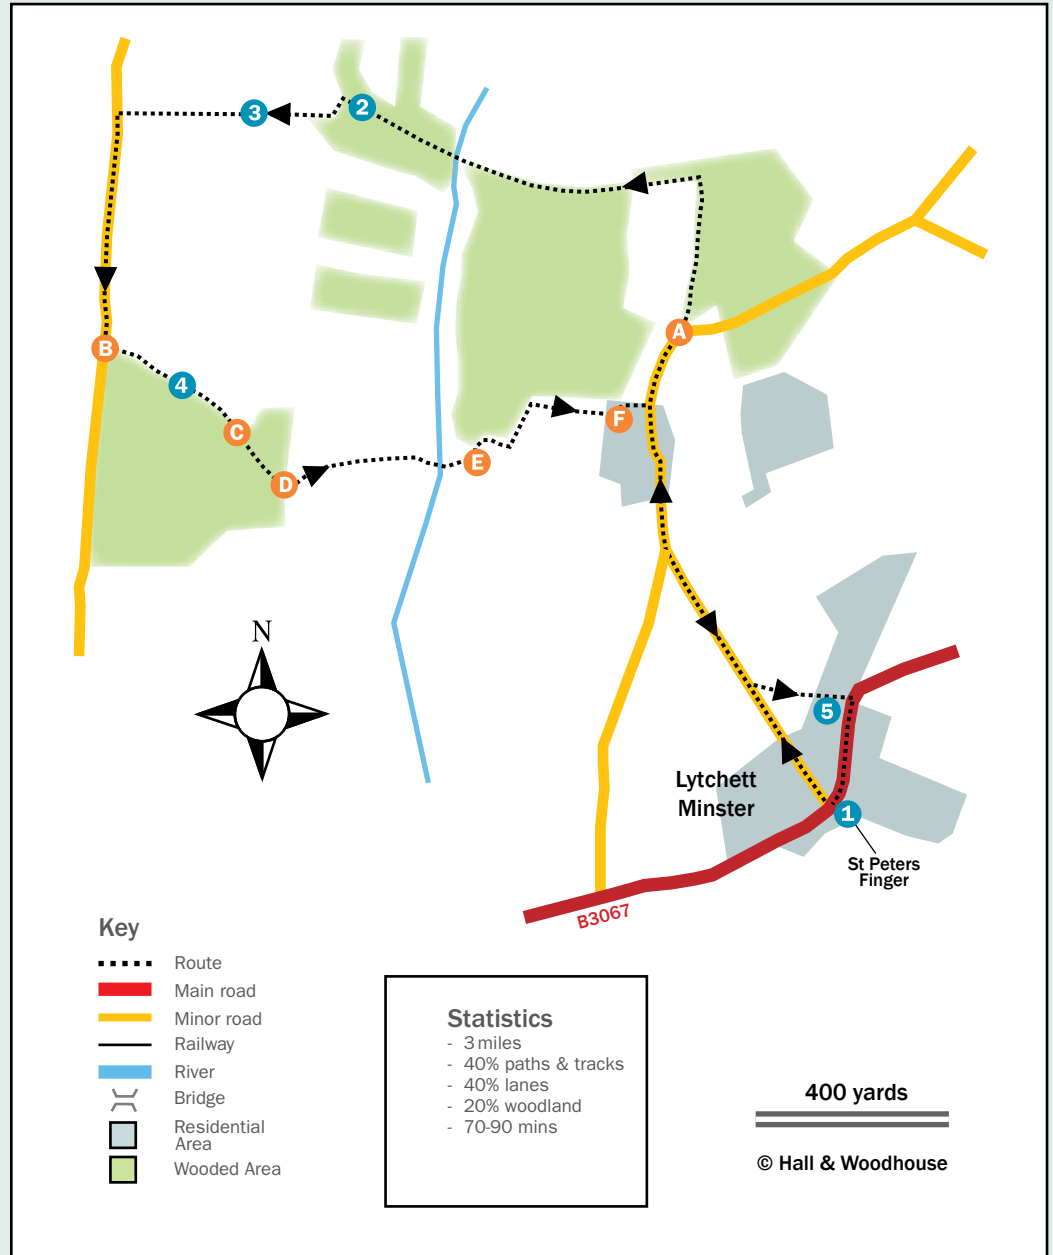 2
3
A
B
4
C
F
E
D
N
5
Lytchett
Minster
1
St Peters
Finger
B3067
Key
Route
Main road
Minor road
Railway
River
Bridge
Residential
Area
Wooded Area
Statistics
- 3 miles
- 40% paths & tracks
- 40% lanes
- 20% woodland
- 70-90 mins
400 yards
© Hall & Woodhouse